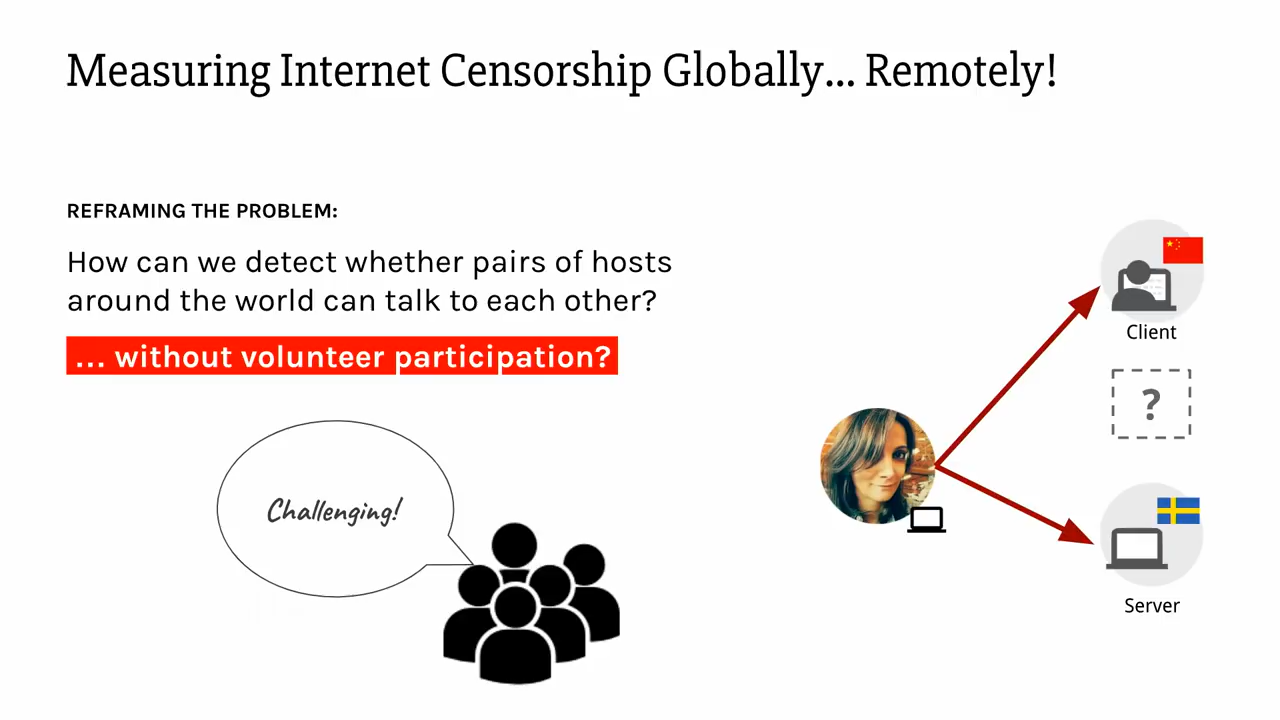 Measuring Internet Censorship Globally... Remotely!
REFRAMING THE PROBLEM:
How can we detect whether pairs of hosts
around the world can talk to each other?
... without volunteer participation?
Challenging!
Client
?
Server